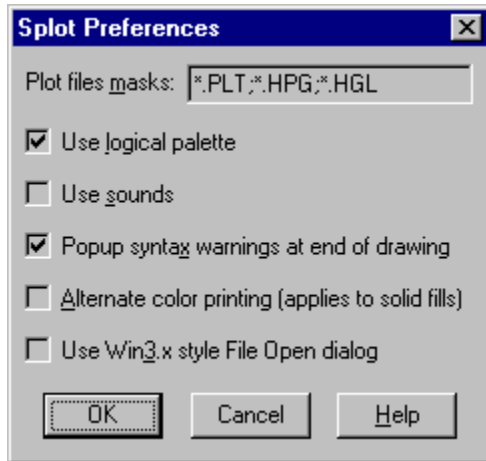 Splot Preferences
Plot files masks: *.PLT;*.HPG;*.HGL
Use logical palette
Use sounds
Popup syntax warnings at end of drawing
Alternate color printing (applies to solid fills)
Use Win3.x style File Open dialog
OK Cancel Help